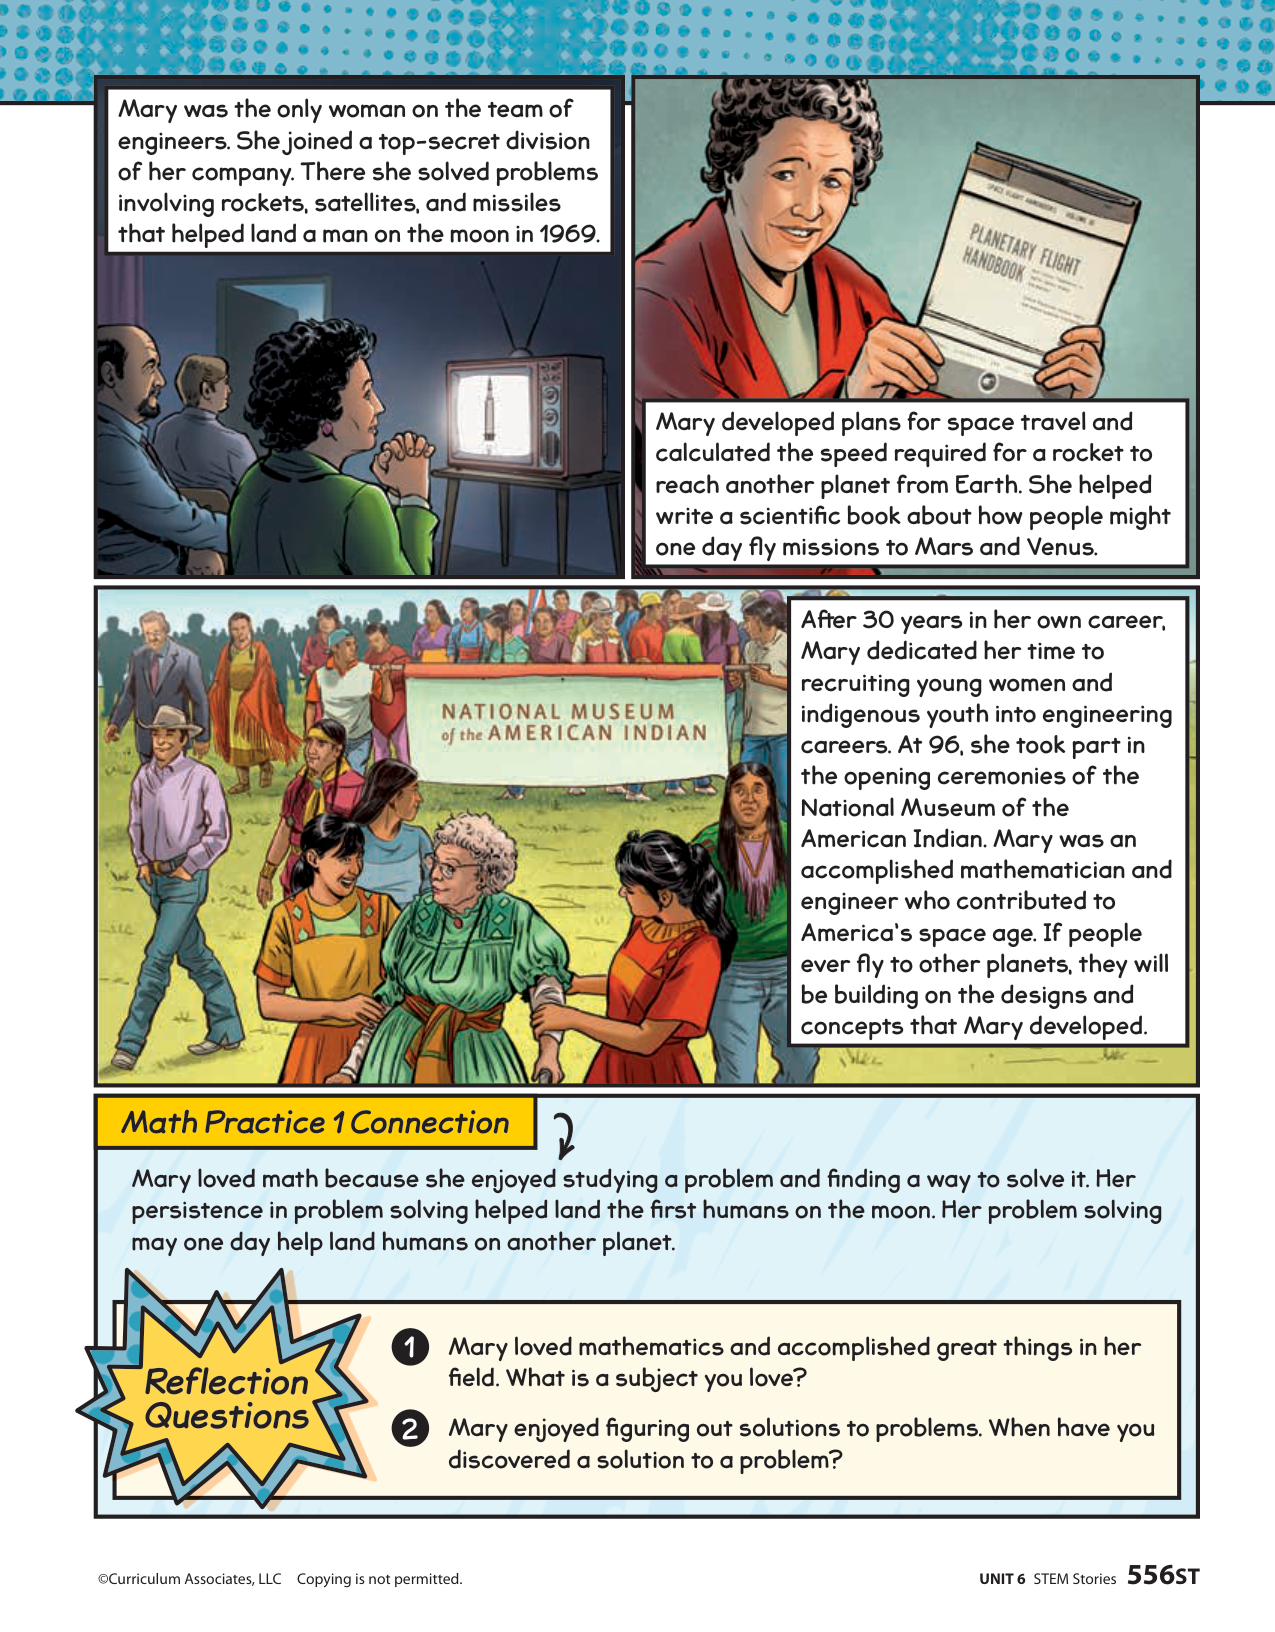 Mary was the only woman on the team of
engineers. She joined a top-secret division
of her company. There she solved problems
involving rockets, satellites, and missiles
that helped land a man on the moon in 1969.
SPACE FLIGHT HANDBOOKS VOLUME III
PLANETARY FLIGHT
HANDBOOK
Mary developed plans for space travel and
calculated the speed required for a rocket to
reach another planet from Earth. She helped
write a scientific book about how people might
one day fly missions to Mars and Venus.
NATIONAL MUSEUM
of the AMERICAN INDIAN
After 30 years in her own career,
Mary dedicated her time to
recruiting young women and
indigenous youth into engineering
careers. At 96, she took part in
the opening ceremonies of the
National Museum of the
American Indian. Mary was an
accomplished mathematician and
engineer who contributed to
America's space age. If people
ever fly to other planets, they will
be building on the designs and
concepts that Mary developed.
Math Practice 1 Connection
Mary loved math because she enjoyed studying a problem and finding a way to solve it. Her
persistence in problem solving helped land the first humans on the moon. Her problem solving
may one day help land humans on another planet.
Reflection
Questions
1 Mary loved mathematics and accomplished great things in her
field. What is a subject you love?
2 Mary enjoyed figuring out solutions to problems. When have you
discovered a solution to a problem?
©Curriculum Associates, LLC Copying is not permitted.
UNIT 6 STEM Stories 556ST